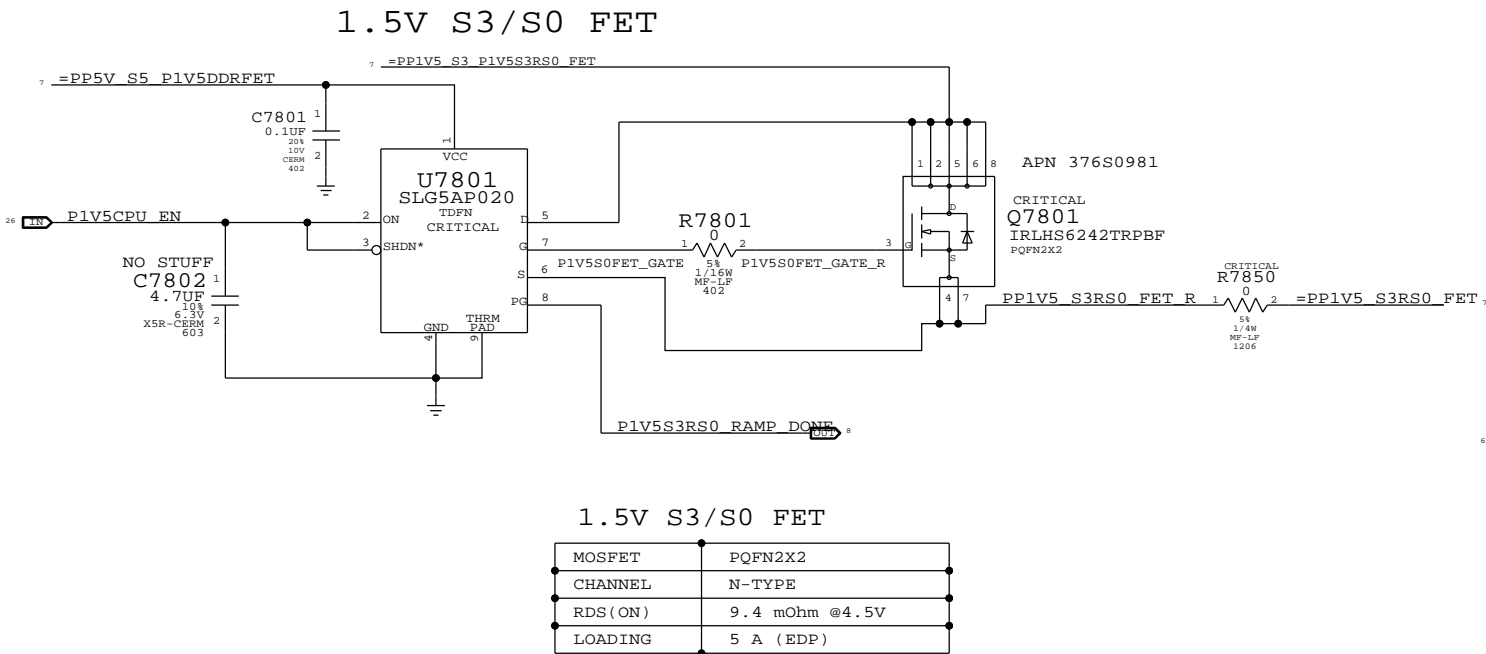 1.5V S3/S0 FET
7 =PP1V5_S3_P1V5S3RS0_FET
7 =PP5V_S5_P1V5DDRFET
C7801 1
0.1UF
20%
10V
CERM
402
2
1
VCC
U7801
SLG5AP020
TDFN
CRITICAL
26 IN P1V5CPU_EN
2 ON
3 SHDN*
D 5
G 7
S 6
PG 8
GND
4
THRM
PAD
9
NO STUFF
C7802 1
4.7UF
10%
6.3V
X5R-CERM
603
2
P1V5S0FET_GATE
R7801
0
1 2
5%
1/16W
MF-LF
402
P1V5S0FET_GATE_R
1 2 5 6 8
APN 376S0981
CRITICAL
Q7801
IRLHS6242TRPBF
PQFN2X2
3 G
D
S
4 7
PP1V5_S3RS0_FET_R
CRITICAL
R7850
0
1 2
5%
1/4W
MF-LF
1206
=PP1V5_S3RS0_FET 7
P1V5S3RS0_RAMP_DONE OUT 8
6
1.5V S3/S0 FET
MOSFET PQFN2X2
CHANNEL N-TYPE
RDS(ON) 9.4 mOhm @4.5V
LOADING 5 A (EDP)